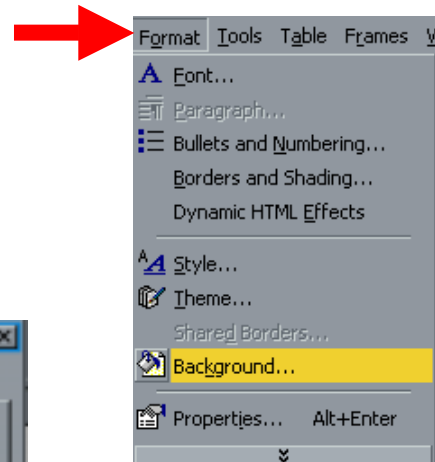 Format Tools Table Frames
Font...
Paragraph...
Bullets and Numbering...
Borders and Shading...
Dynamic HTML Effects
Style...
Theme...
Shared Borders...
Background...
Properties... Alt+Enter